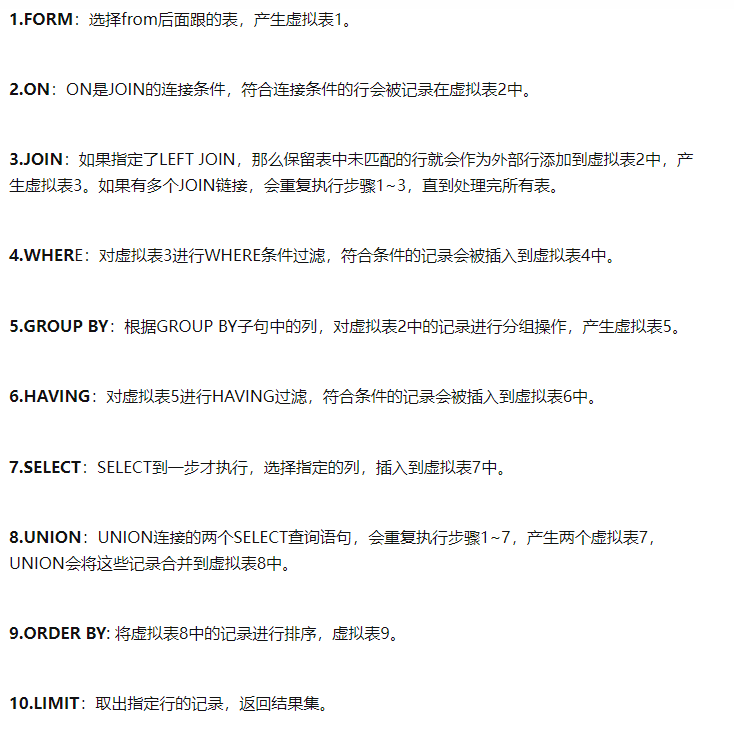 1.FORM：选择from后面跟的表，产生虚拟表1。
2.ON：ON是JOIN的连接条件，符合连接条件的行会被记录在虚拟表2中。
3.JOIN：如果指定了LEFT JOIN，那么保留表中未匹配的行就会作为外部行添加到虚拟表2中，产
生虚拟表3。如果有多个JOIN链接，会重复执行步骤1~3，直到处理完所有表。
4.WHERE：对虚拟表3进行WHERE条件过滤，符合条件的记录会被插入到虚拟表4中。
5.GROUP BY：根据GROUP BY子句中的列，对虚拟表2中的记录进行分组操作，产生虚拟表5。
6.HAVING：对虚拟表5进行HAVING过滤，符合条件的记录会被插入到虚拟表6中。
7.SELECT：SELECT到一步才执行，选择指定的列，插入到虚拟表7中。
8.UNION：UNION连接的两个SELECT查询语句，会重复执行步骤1~7，产生两个虚拟表7，
UNION会将这些记录合并到虚拟表8中。
9.ORDER BY: 将虚拟表8中的记录进行排序，虚拟表9。
10.LIMIT：取出指定行的记录，返回结果集。